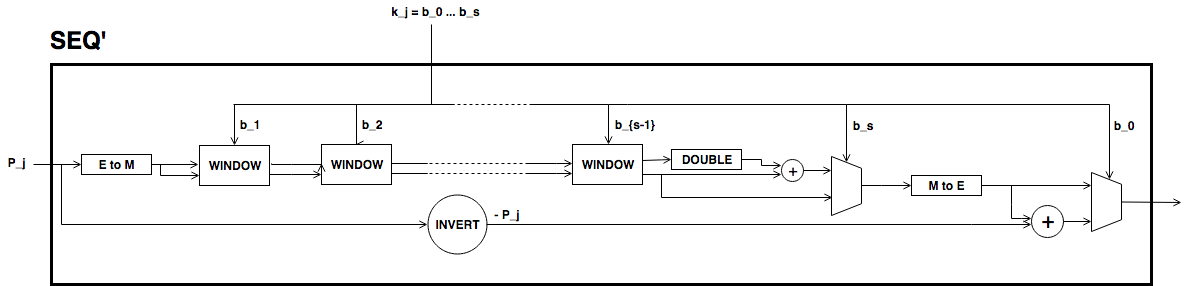 k_j = b_0 ... b_s
SEQ'
b_1
b_2
b_{s-1}
b_s
b_0
P_j
E to M
WINDOW
WINDOW
WINDOW
DOUBLE
+
M to E
INVERT
- P_j
+